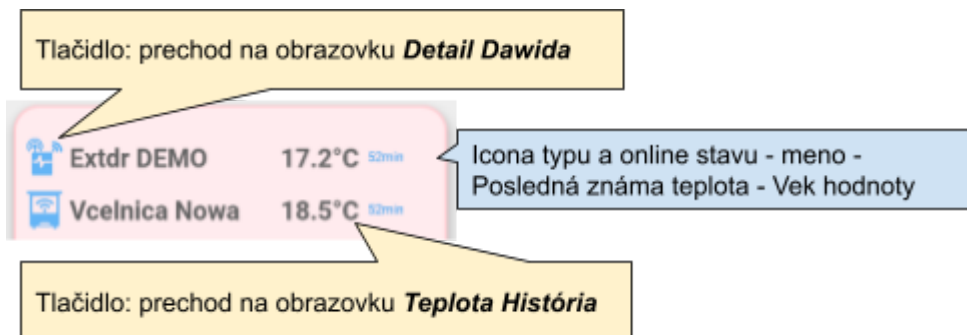 Tlačidlo: prechod na obrazovku Detail Dawida
Extdr DEMO 17.2°C 52min
Icona typu a online stavu - meno -
Posledná známa teplota - Vek hodnoty
Vcelnica Nowa 18.5°C 52min
Tlačidlo: prechod na obrazovku Teplota História